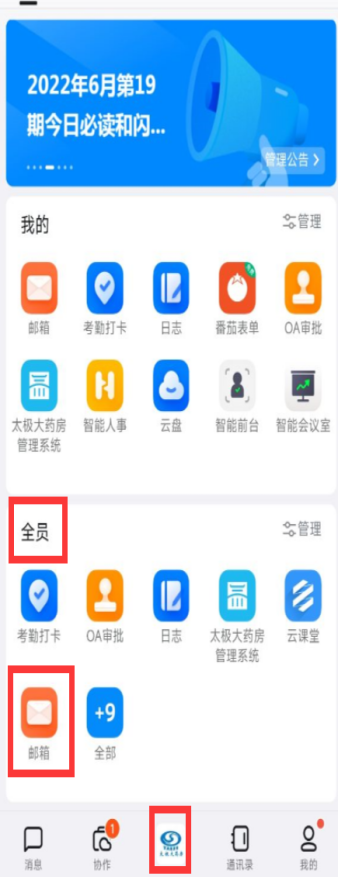 2022年6月第19
期今日必读和闪...
管理公告
我的
管理
邮箱
考勤打卡
日志
番茄表单
OA审批
太极大药房
管理系统
智能人事
云盘
智能前台
智能会议室
全员
管理
考勤打卡
OA审批
日志
太极大药房
管理系统
云课堂
邮箱
+9
全部
1
消息
协作
太极大药房
通讯录
我的